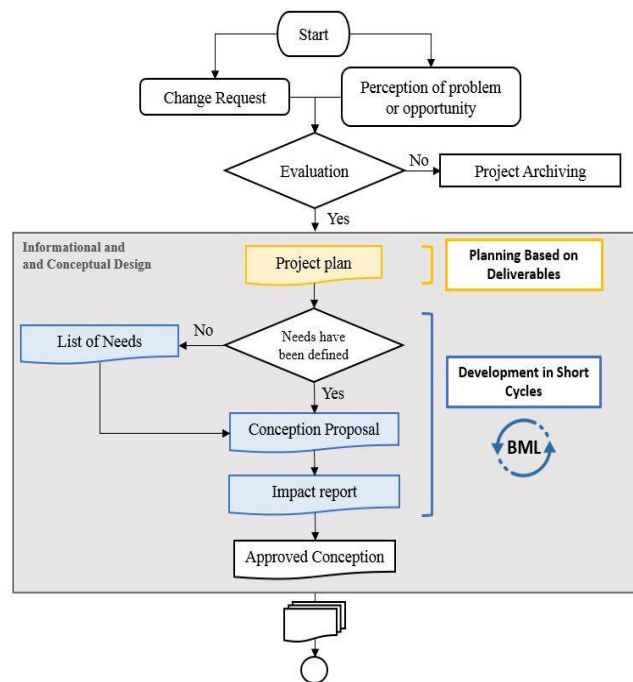 Start
Change Request
Perception of problem
or opportunity
Evaluation
No
Project Archiving
Yes
Informational and
and Conceptual Design
Project plan
Planning Based on
Deliverables
No
List of Needs
Needs have
been defined
Development in Short
Cycles
Yes
Conception Proposal
BML
Impact report
Approved Conception